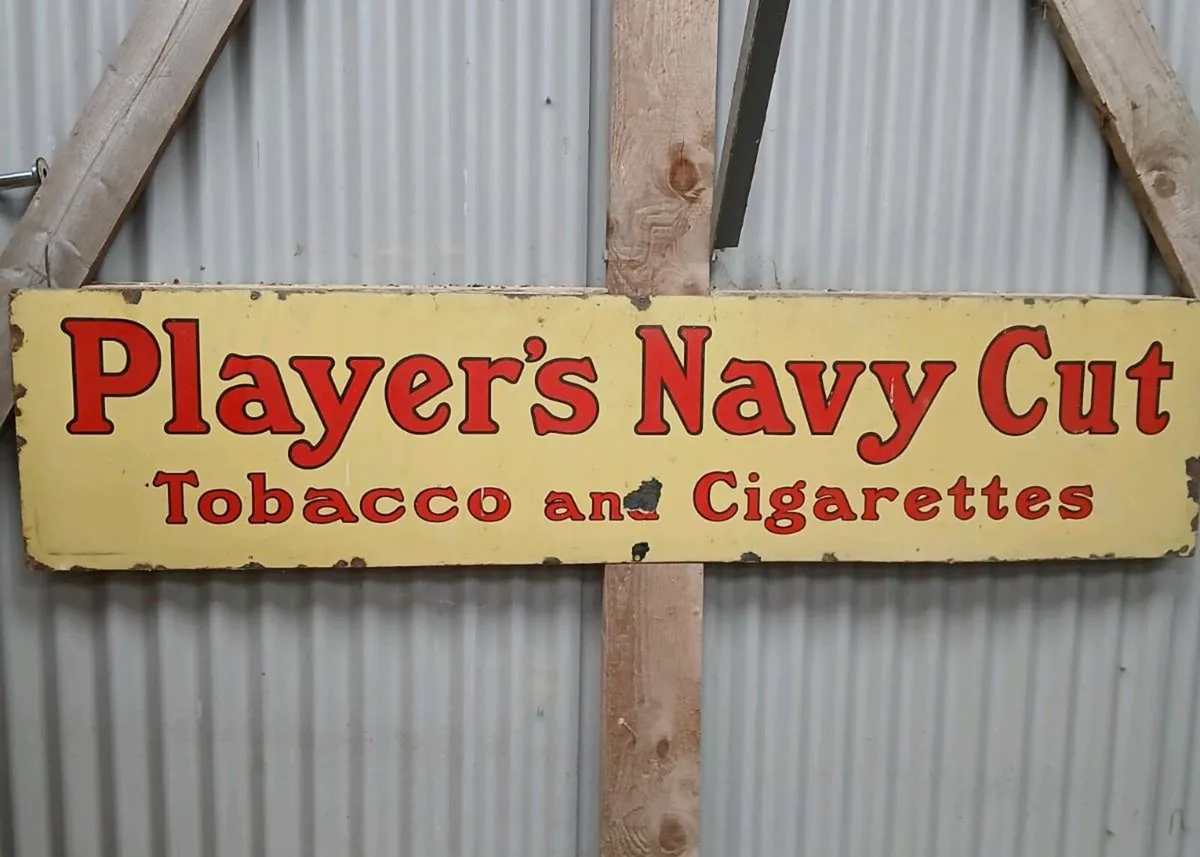 Player's Navy Cut
Tobacco and Cigarettes